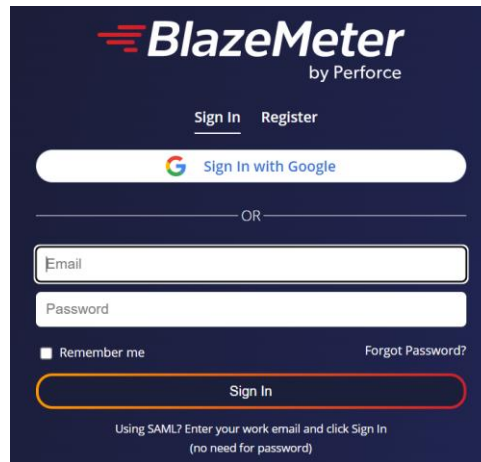 BlazeMeter
by Perforce
Sign In Register
Sign In with Google
OR
Email
Password
Remember me Forgot Password?
Sign In
Using SAML? Enter your work email and click Sign In
(no need for password)